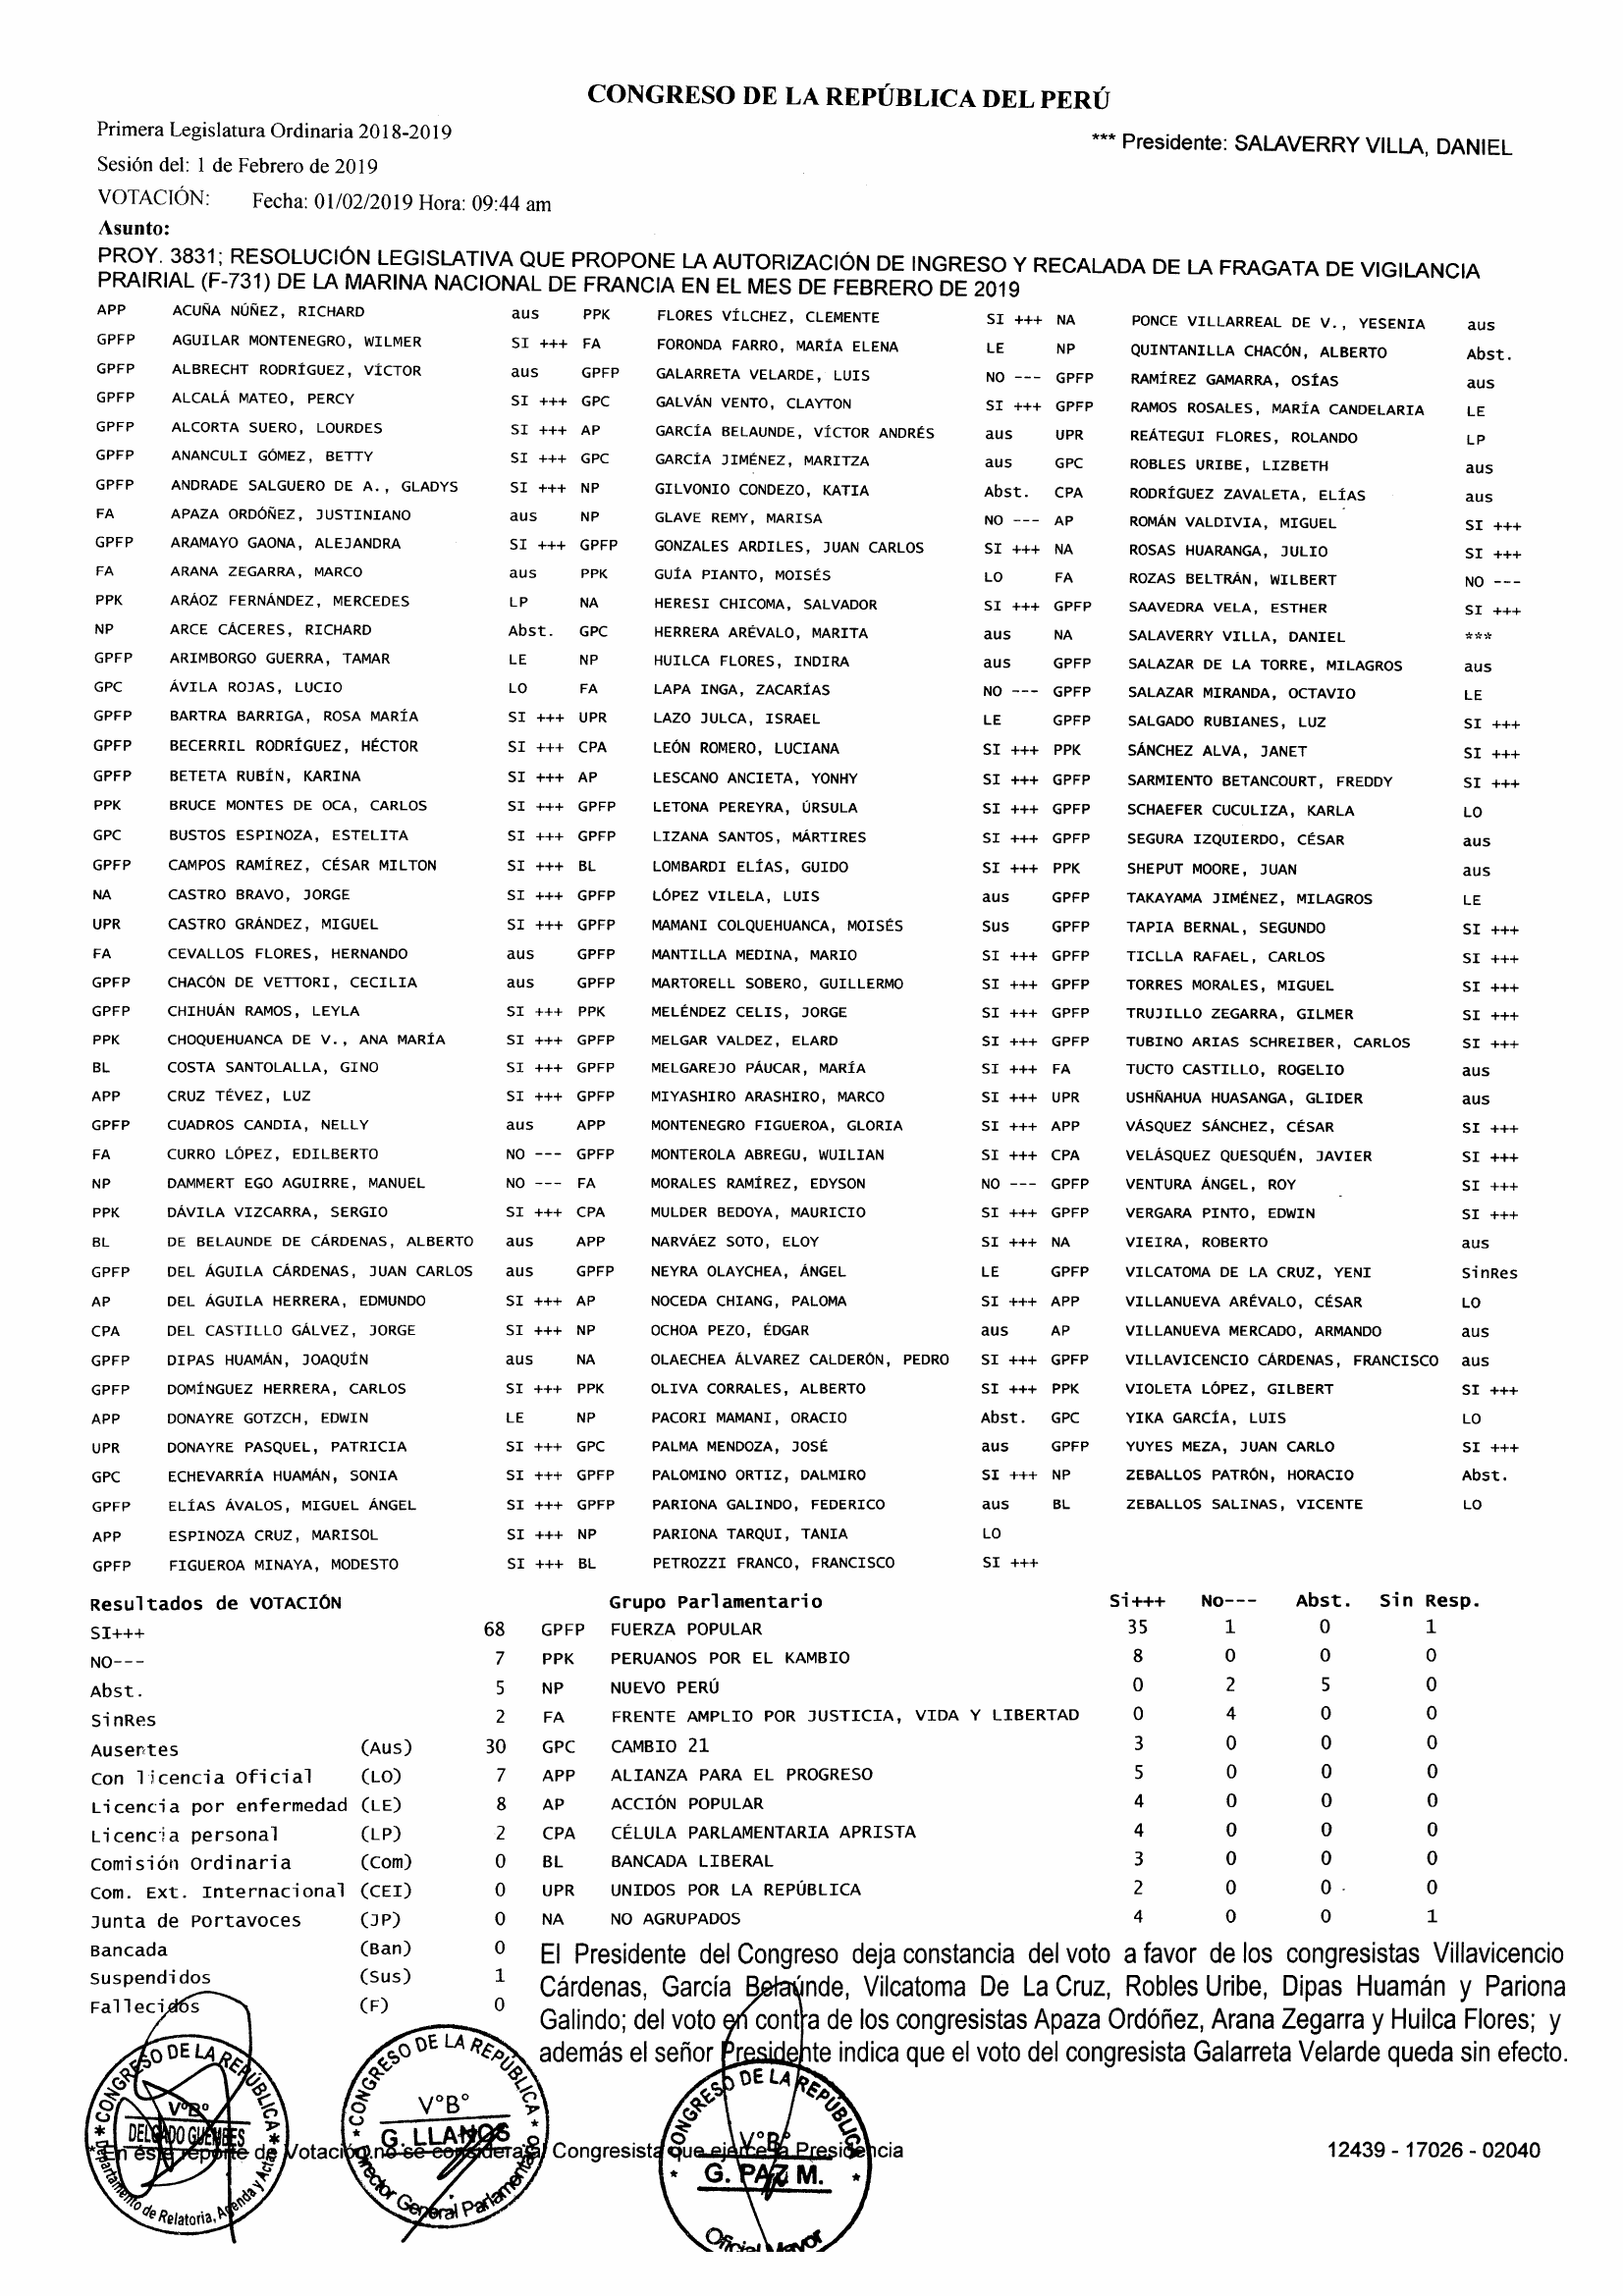 CONGRESO DE LA REPÚBLICA DEL PERÚ
Primera Legislatura Ordinaria 2018-2019
*** Presidente: SALAVERRY VILLA, DANIEL
Sesión del: 1 de Febrero de 2019
VOTACIÓN: Fecha: 01/02/2019 Hora: 09:44 am
Asunto:
PROY. 3831; RESOLUCIÓN LEGISLATIVA QUE PROPONE LA AUTORIZACIÓN DE INGRESO Y RECALADA DE LA FRAGATA DE VIGILANCIA
PRAIRIAL (F-731) DE LA MARINA NACIONAL DE FRANCIA EN EL MES DE FEBRERO DE 2019
APP ACUÑA NÚÑEZ, RICHARD aus PPK FLORES VÍLCHEZ, CLEMENTE SI +++ NA PONCE VILLARREAL DE V., YESENIA aus
GPFP AGUILAR MONTENEGRO, WILMER SI +++ FA FORONDA FARRO, MARÍA ELENA LE NP QUINTANILLA CHACÓN, ALBERTO Abst.
GPFP ALBRECHT RODRÍGUEZ, VÍCTOR aus GPFP GALARRETA VELARDE, LUIS NO --- GPFP RAMÍREZ GAMARRA, OSÍAS aus
GPFP ALCALÁ MATEO, PERCY SI +++ GPC GALVÁN VENTO, CLAYTON SI +++ GPFP RAMOS ROSALES, MARÍA CANDELARIA LE
GPFP ALCORTA SUERO, LOURDES SI +++ AP GARCÍA BELAUNDE, VÍCTOR ANDRÉS aus UPR REÁTEGUI FLORES, ROLANDO LP
GPFP ANANCULI GÓMEZ, BETTY SI +++ GPC GARCÍA JIMÉNEZ, MARITZA aus GPC ROBLES URIBE, LIZBETH aus
GPFP ANDRADE SALGUERO DE A., GLADYS SI +++ NP GILVONIO CONDEZO, KATIA Abst. CPA RODRÍGUEZ ZAVALETA, ELÍAS aus
FA APAZA ORDÓÑEZ, JUSTINIANO aus NP GLAVE REMY, MARISA NO --- AP ROMÁN VALDIVIA, MIGUEL SI +++
GPFP ARAMAYO GAONA, ALEJANDRA SI +++ GPFP GONZALES ARDILES, JUAN CARLOS SI +++ NA ROSAS HUARANGA, JULIO SI +++
FA ARANA ZEGARRA, MARCO aus PPK GUÍA PIANTO, MOISÉS LO FA ROZAS BELTRÁN, WILBERT NO ---
PPK ARÁOZ FERNÁNDEZ, MERCEDES LP NA HERESI CHICOMA, SALVADOR SI +++ GPFP SAAVEDRA VELA, ESTHER SI +++
NP ARCE CÁCERES, RICHARD Abst. GPC HERRERA ARÉVALO, MARITA aus NA SALAVERRY VILLA, DANIEL ***
GPFP ARIMBORGO GUERRA, TAMAR LE NP HUILCA FLORES, INDIRA aus GPFP SALAZAR DE LA TORRE, MILAGROS aus
GPC ÁVILA ROJAS, LUCIO LO FA LAPA INGA, ZACARÍAS NO --- GPFP SALAZAR MIRANDA, OCTAVIO LE
GPFP BARTRA BARRIGA, ROSA MARÍA SI +++ UPR LAZO JULCA, ISRAEL LE GPFP SALGADO RUBIANES, LUZ SI +++
GPFP BECERRIL RODRÍGUEZ, HÉCTOR SI +++ CPA LEÓN ROMERO, LUCIANA SI +++ PPK SÁNCHEZ ALVA, JANET SI +++
GPFP BETETA RUBÍN, KARINA SI +++ AP LESCANO ANCIETA, YONHY SI +++ GPFP SARMIENTO BETANCOURT, FREDDY SI +++
PPK BRUCE MONTES DE OCA, CARLOS SI +++ GPFP LETONA PEREYRA, ÚRSULA SI +++ GPFP SCHAEFER CUCULIZA, KARLA LO
GPC BUSTOS ESPINOZA, ESTELITA SI +++ GPFP LIZANA SANTOS, MÁRTIRES SI +++ GPFP SEGURA IZQUIERDO, CÉSAR aus
GPFP CAMPOS RAMÍREZ, CÉSAR MILTON SI +++ BL LOMBARDI ELÍAS, GUIDO SI +++ PPK SHEPUT MOORE, JUAN aus
NA CASTRO BRAVO, JORGE SI +++ GPFP LÓPEZ VILELA, LUIS aus GPFP TAKAYAMA JIMÉNEZ, MILAGROS LE
UPR CASTRO GRÁNDEZ, MIGUEL SI +++ GPFP MAMANI COLQUEHUANCA, MOISÉS Sus GPFP TAPIA BERNAL, SEGUNDO SI +++
FA CEVALLOS FLORES, HERNANDO aus GPFP MANTILLA MEDINA, MARIO SI +++ GPFP TICLLA RAFAEL, CARLOS SI +++
GPFP CHACÓN DE VETTORI, CECILIA aus GPFP MARTORELL SOBERO, GUILLERMO SI +++ GPFP TORRES MORALES, MIGUEL SI +++
GPFP CHIHUÁN RAMOS, LEYLA SI +++ PPK MELÉNDEZ CELIS, JORGE SI +++ GPFP TRUJILLO ZEGARRA, GILMER SI +++
PPK CHOQUEHUANCA DE V., ANA MARÍA SI +++ GPFP MELGAR VALDEZ, ELARD SI +++ GPFP TUBINO ARIAS SCHREIBER, CARLOS SI +++
BL COSTA SANTOLALLA, GINO SI +++ GPFP MELGAREJO PÁUCAR, MARÍA SI +++ FA TUCTO CASTILLO, ROGELIO aus
APP CRUZ TÉVEZ, LUZ SI +++ GPFP MIYASHIRO ARASHIRO, MARCO SI +++ UPR USHÑAHUA HUASANGA, GLIDER aus
GPFP CUADROS CANDIA, NELLY aus APP MONTENEGRO FIGUEROA, GLORIA SI +++ APP VÁSQUEZ SÁNCHEZ, CÉSAR SI +++
FA CURRO LÓPEZ, EDILBERTO NO --- GPFP MONTEROLA ABREGU, WUILIAN SI +++ CPA VELÁSQUEZ QUESQUÉN, JAVIER SI +++
NP DAMMERT EGO AGUIRRE, MANUEL NO --- FA MORALES RAMÍREZ, EDYSON NO --- GPFP VENTURA ÁNGEL, ROY SI +++
PPK DÁVILA VIZCARRA, SERGIO SI +++ CPA MULDER BEDOYA, MAURICIO SI +++ GPFP VERGARA PINTO, EDWIN SI +++
BL DE BELAUNDE DE CÁRDENAS, ALBERTO aus APP NARVÁEZ SOTO, ELOY SI +++ NA VIEIRA, ROBERTO aus
GPFP DEL ÁGUILA CÁRDENAS, JUAN CARLOS aus GPFP NEYRA OLAYCHEA, ÁNGEL LE GPFP VILCATOMA DE LA CRUZ, YENI SinRes
AP DEL ÁGUILA HERRERA, EDMUNDO SI +++ AP NOCEDA CHIANG, PALOMA SI +++ APP VILLANUEVA ARÉVALO, CÉSAR LO
CPA DEL CASTILLO GÁLVEZ, JORGE SI +++ NP OCHOA PEZO, ÉDGAR aus AP VILLANUEVA MERCADO, ARMANDO aus
GPFP DIPAS HUAMÁN, JOAQUÍN aus NA OLAECHEA ÁLVAREZ CALDERÓN, PEDRO SI +++ GPFP VILLAVICENCIO CÁRDENAS, FRANCISCO aus
GPFP DOMÍNGUEZ HERRERA, CARLOS SI +++ PPK OLIVA CORRALES, ALBERTO SI +++ PPK VIOLETA LÓPEZ, GILBERT SI +++
APP DONAYRE GOTZCH, EDWIN LE NP PACORI MAMANI, ORACIO Abst. GPC YIKA GARCÍA, LUIS LO
UPR DONAYRE PASQUEL, PATRICIA SI +++ GPC PALMA MENDOZA, JOSÉ aus GPFP YUYES MEZA, JUAN CARLO SI +++
GPC ECHEVARRÍA HUAMÁN, SONIA SI +++ GPFP PALOMINO ORTIZ, DALMIRO SI +++ NP ZEBALLOS PATRÓN, HORACIO Abst.
GPFP ELÍAS ÁVALOS, MIGUEL ÁNGEL SI +++ GPFP PARIONA GALINDO, FEDERICO aus BL ZEBALLOS SALINAS, VICENTE LO
APP ESPINOZA CRUZ, MARISOL SI +++ NP PARIONA TARQUI, TANIA LO
GPFP FIGUEROA MINAYA, MODESTO SI +++ BL PETROZZI FRANCO, FRANCISCO SI +++
Resultados de VOTACIÓN Grupo Parlamentario Si+++ No--- Abst. Sin Resp.
SI+++ 68 GPFP FUERZA POPULAR 35 1 0 1
NO--- 7 PPK PERUANOS POR EL KAMBIO 8 0 0 0
Abst. 5 NP NUEVO PERÚ 0 2 5 0
SinRes 2 FA FRENTE AMPLIO POR JUSTICIA, VIDA Y LIBERTAD 0 4 0 0
Ausentes (Aus) 30 GPC CAMBIO 21 3 0 0 0
Con licencia Oficial (LO) 7 APP ALIANZA PARA EL PROGRESO 5 0 0 0
Licencia por enfermedad (LE) 8 AP ACCIÓN POPULAR 4 0 0 0
Licencia personal (LP) 2 CPA CÉLULA PARLAMENTARIA APRISTA 4 0 0 0
Comisión Ordinaria (Com) 0 BL BANCADA LIBERAL 3 0 0 0
Com. Ext. Internacional (CEI) 0 UPR UNIDOS POR LA REPÚBLICA 2 0 0 0
Junta de Portavoces (JP) 0 NA NO AGRUPADOS 4 0 0 1
Bancada (Ban) 0
Suspendidos (Sus) 1
Fallecidos (F) 0
El Presidente del Congreso deja constancia del voto a favor de los congresistas Villavicencio
Cárdenas, García Belaúnde, Vilcatoma De La Cruz, Robles Uribe, Dipas Huamán y Pariona
Galindo; del voto en contra de los congresistas Apaza Ordóñez, Arana Zegarra y Huilca Flores; y
además el señor Presidente indica que el voto del congresista Galarreta Velarde queda sin efecto.
CONGRESO DE LA REPÚBLICA
V°B°
DELGADO GUEMBES
Departamento de Relatoria, Agenda y Actas
CONGRESO DE LA REPÚBLICA
V°B°
G. LLANOS
Director General Parlamentario
CONGRESO DE LA REPÚBLICA
V°B°
G. PAZ M.
Oficial Mayor
*En este reporte de Votación no se considera al Congresista que ejerce la Presidencia
12439 - 17026 - 02040